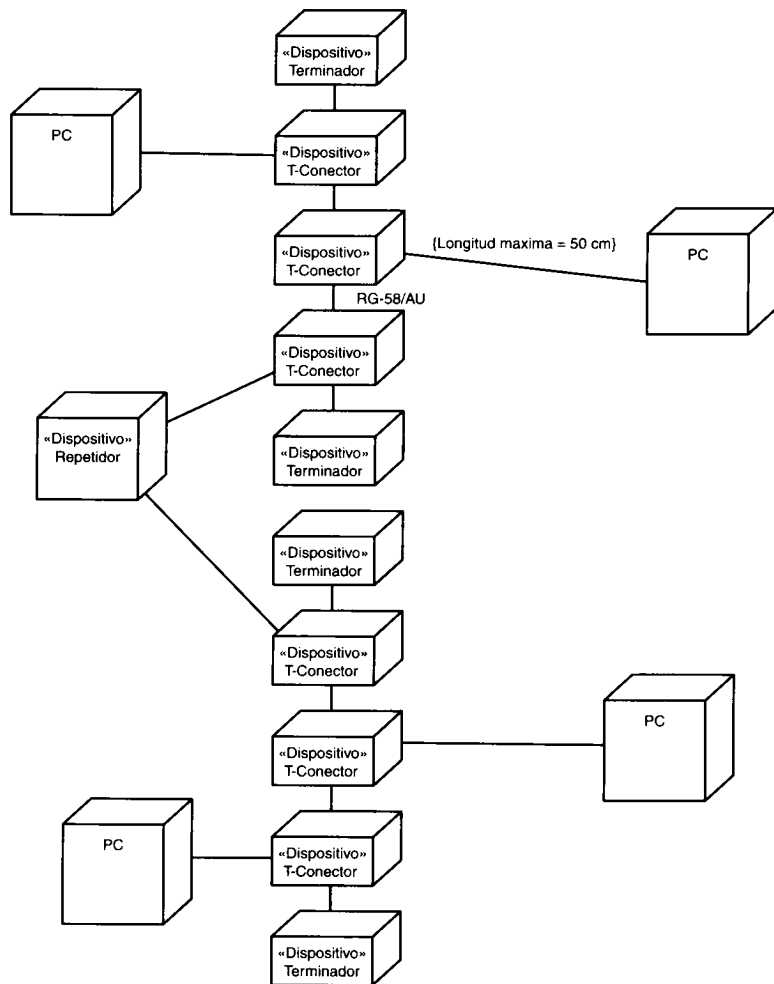 «Dispositivo»
Terminador
PC
«Dispositivo»
T-Conector
«Dispositivo»
T-Conector
{Longitud maxima = 50 cm}
PC
RG-58/AU
«Dispositivo»
T-Conector
«Dispositivo»
Repetidor
«Dispositivo»
Terminador
«Dispositivo»
Terminador
«Dispositivo»
T-Conector
«Dispositivo»
T-Conector
PC
PC
«Dispositivo»
T-Conector
«Dispositivo»
Terminador